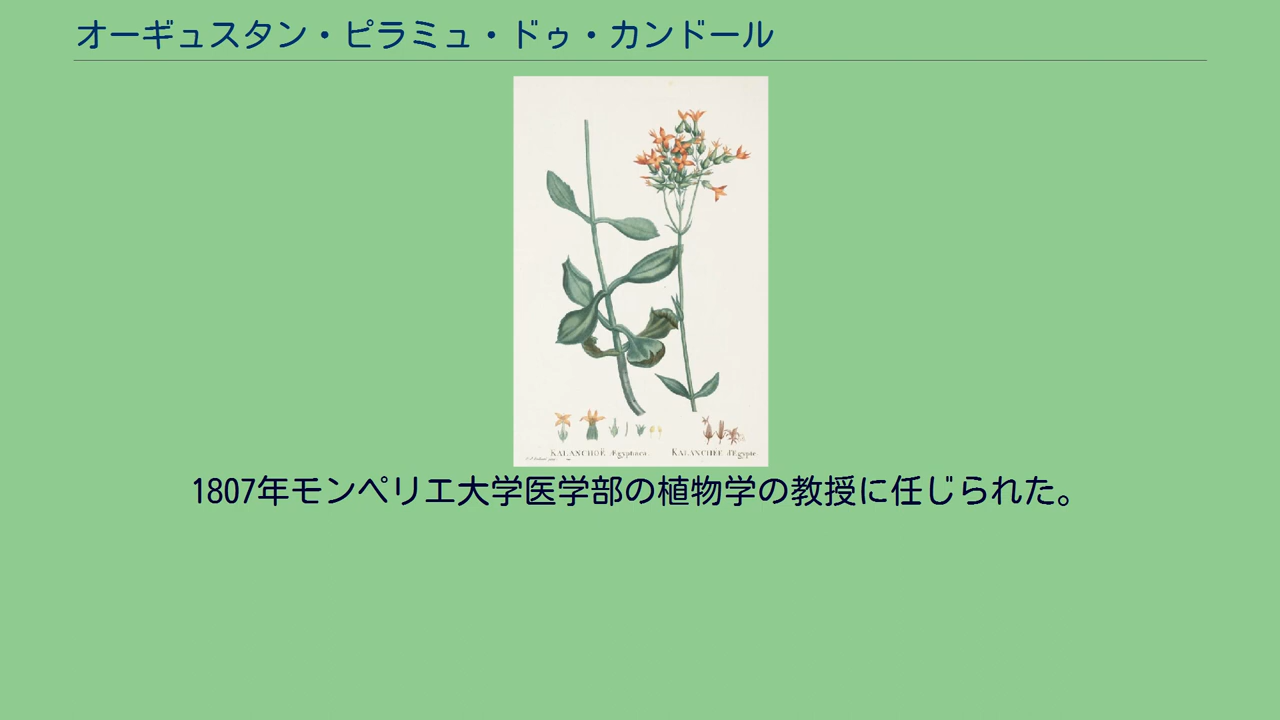 オーギュスタン・ピラミュ・ドゥ・カンドール
KALANCHOE Ægyptiaca. KALANCHEE d'Egypte
1807年モンペリエ大学医学部の植物学の教授に任じられた。